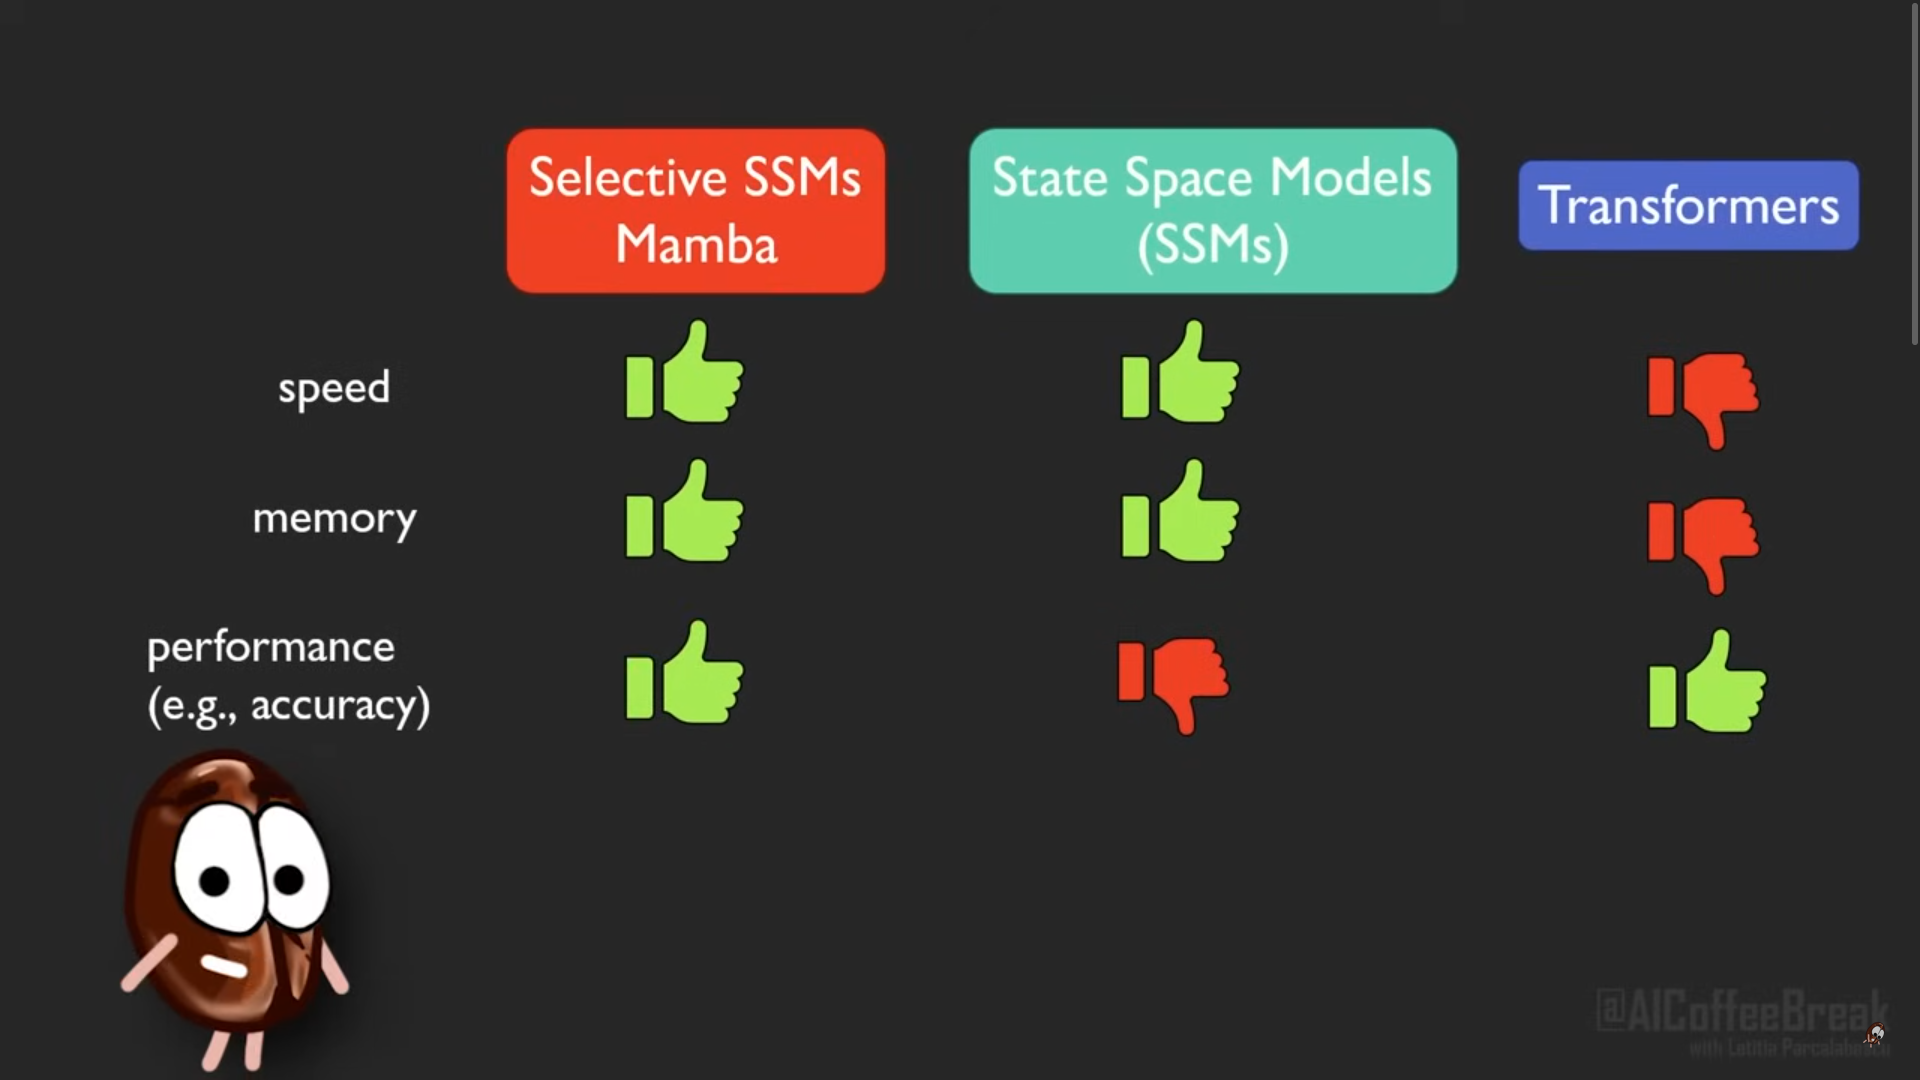 Selective SSMs
Mamba
State Space Models
(SSMs)
Transformers
speed
memory
performance
(e.g., accuracy)
@AICoffeeBreak
with Letitia Parcalabescu